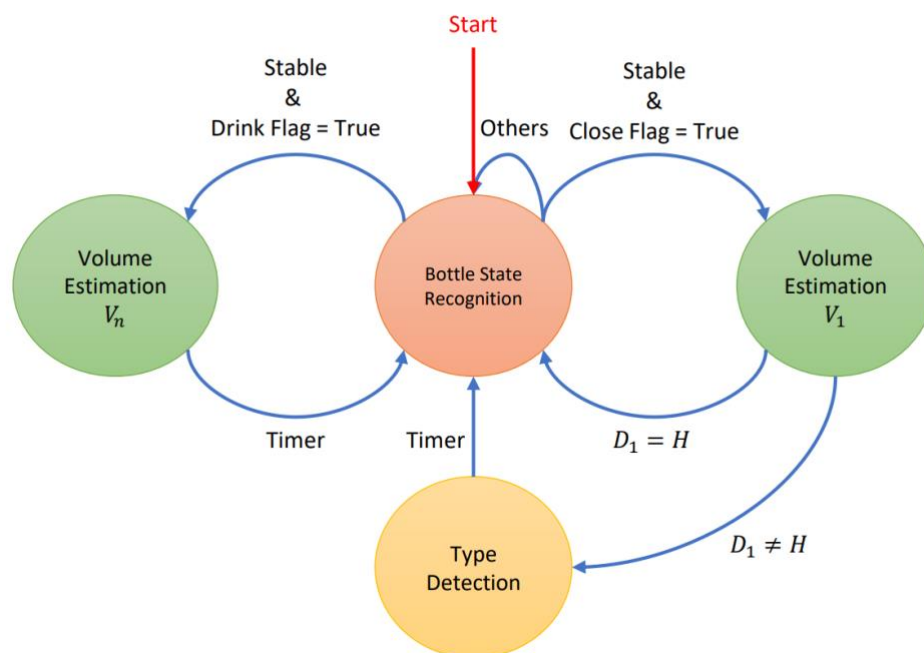 Start
Stable
&
Drink Flag = True
Others
Stable
&
Close Flag = True
Volume
Estimation
𝑉𝑛
Bottle State
Recognition
Volume
Estimation
𝑉1
Timer
Timer
𝐷1 = 𝐻
Type
Detection
𝐷1 ≠ 𝐻